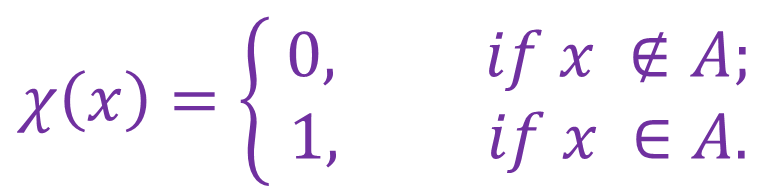 χ(x) = { 0, if x ∉ A;
1, if x ∈ A.